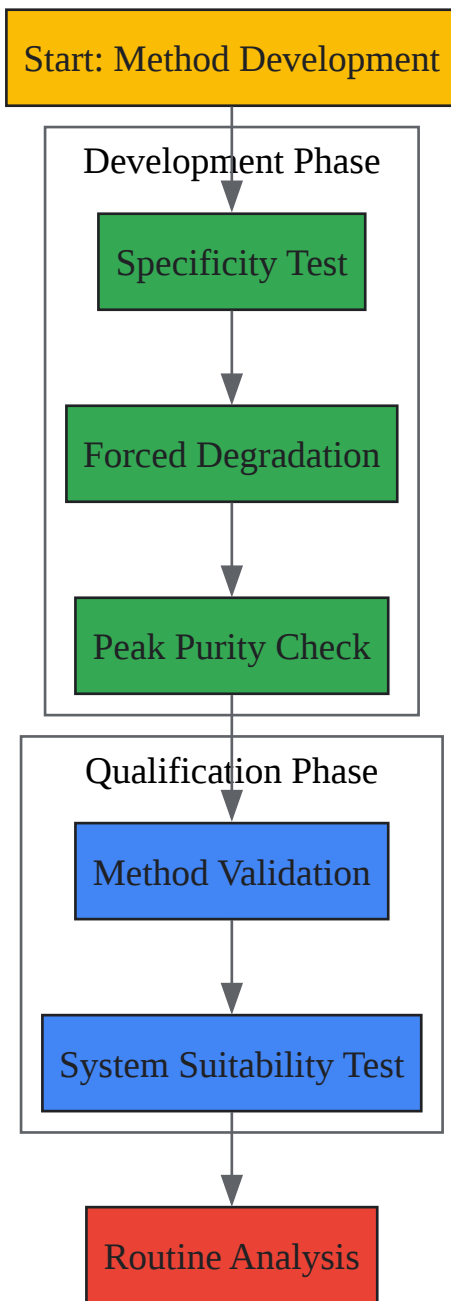 Start: Method Development
Development Phase
Specificity Test
Forced Degradation
Peak Purity Check
Qualification Phase
Method Validation
System Suitability Test
Routine Analysis